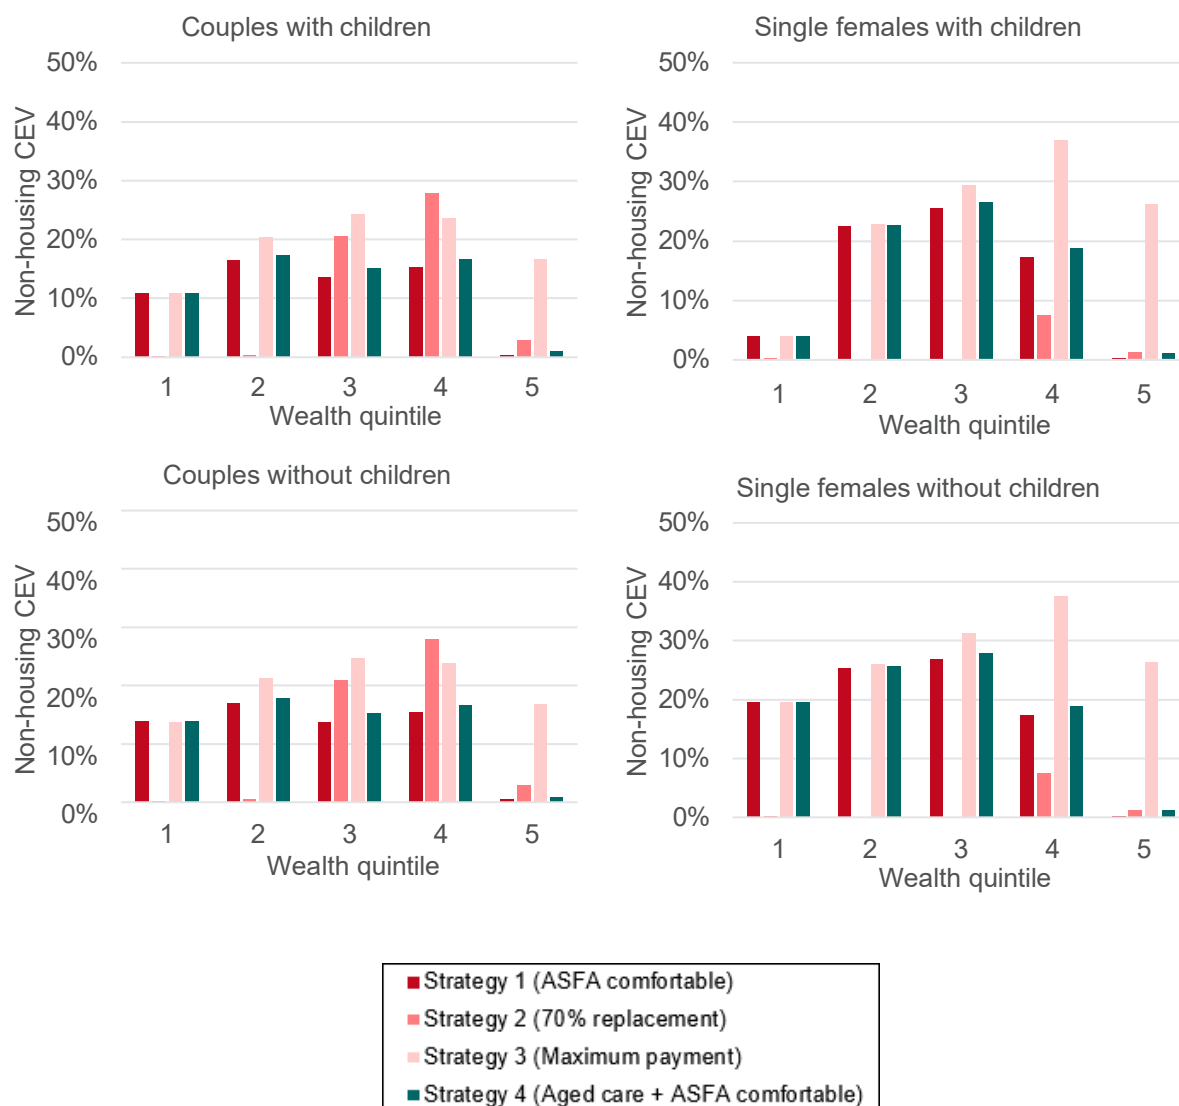 Couples with children
50%
40%
30%
20%
10%
0%
Non-housing CEV
1 2 3 4 5
Wealth quintile
Single females with children
50%
40%
30%
20%
10%
0%
Non-housing CEV
1 2 3 4 5
Wealth quintile
Couples without children
50%
40%
30%
20%
10%
0%
Non-housing CEV
1 2 3 4 5
Wealth quintile
Single females without children
50%
40%
30%
20%
10%
0%
Non-housing CEV
1 2 3 4 5
Wealth quintile
Strategy 1 (ASFA comfortable)
Strategy 2 (70% replacement)
Strategy 3 (Maximum payment)
Strategy 4 (Aged care + ASFA comfortable)